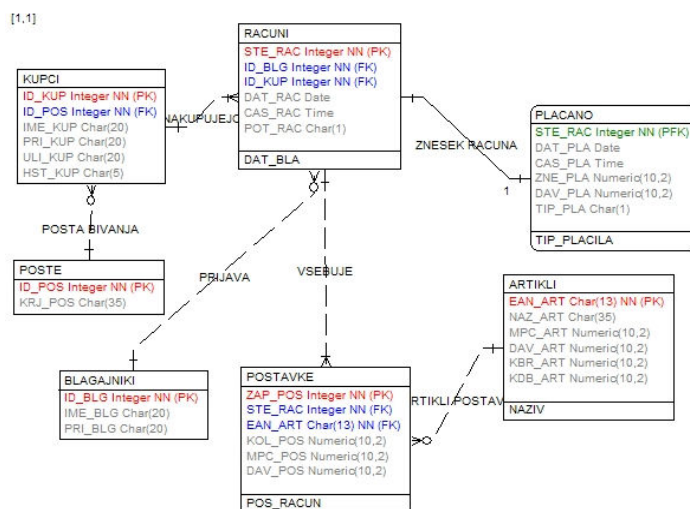 [1,1]
RACUNI
STE_RAC Integer NN (PK)
ID_BLG Integer NN (FK)
ID_KUP Integer NN (FK)
DAT_RAC Date
CAS_RAC Time
POT_RAC Char(1)
DAT_BLA
KUPCI
ID_KUP Integer NN (PK)
ID_POS Integer NN (FK)
IME_KUP Char(20)
PRI_KUP Char(20)
ULI_KUP Char(20)
HST_KUP Char(5)
NAKUPUJEJO
PLACANO
STE_RAC Integer NN (PFK)
DAT_PLA Date
CAS_PLA Time
ZNE_PLA Numeric(10,2)
DAV_PLA Numeric(10,2)
TIP_PLA Char(1)
TIP_PLACILA
ZNESEK RACUNA
1
POSTA BIVANJA
POSTE
ID_POS Integer NN (PK)
KRJ_POS Char(35)
PRIJAVA
VSEBUJE
ARTIKLI
EAN_ART Char(13) NN (PK)
NAZ_ART Char(35)
MPC_ART Numeric(10,2)
DAV_ART Numeric(10,2)
KBR_ART Numeric(10,2)
KDB_ART Numeric(10,2)
NAZIV
BLAGAJNIKI
ID_BLG Integer NN (PK)
IME_BLG Char(20)
PRI_BLG Char(20)
POSTAVKE
ZAP_POS Integer NN (PK)
STE_RAC Integer NN (FK)
EAN_ART Char(13) NN (FK)
KOL_POS Numeric(10,2)
MPC_POS Numeric(10,2)
DAV_POS Numeric(10,2)
POS_RACUN
RTIKLI POSTAV